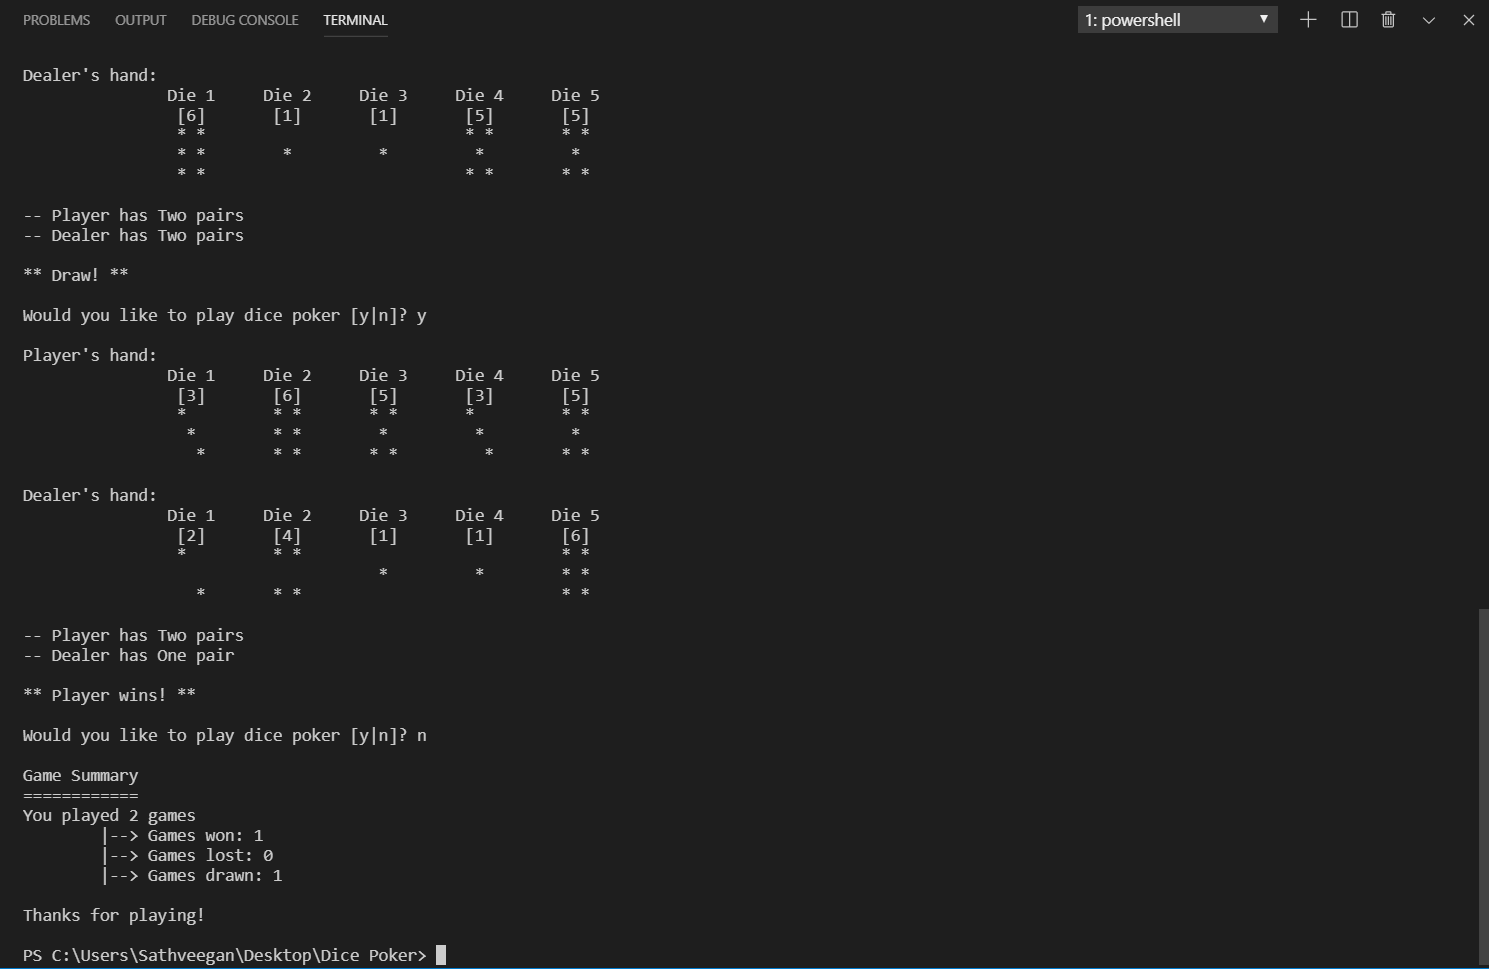 PROBLEMS OUTPUT DEBUG CONSOLE TERMINAL 1: powershell
Dealer's hand:
Die 1 Die 2 Die 3 Die 4 Die 5
[6] [1] [1] [5] [5]
* * * * * *
* * * * * *
* * * * * *
-- Player has Two pairs
-- Dealer has Two pairs
** Draw! **
Would you like to play dice poker [y|n]? y
Player's hand:
Die 1 Die 2 Die 3 Die 4 Die 5
[3] [6] [5] [3] [5]
* * * * * * * *
* * * * * *
* * * * * * * *
Dealer's hand:
Die 1 Die 2 Die 3 Die 4 Die 5
[2] [4] [1] [1] [6]
* * * * *
* * * *
* * * * *
-- Player has Two pairs
-- Dealer has One pair
** Player wins! **
Would you like to play dice poker [y|n]? n
Game Summary
============
You played 2 games
|--> Games won: 1
|--> Games lost: 0
|--> Games drawn: 1
Thanks for playing!
PS C:\Users\Sathveegan\Desktop\Dice Poker>